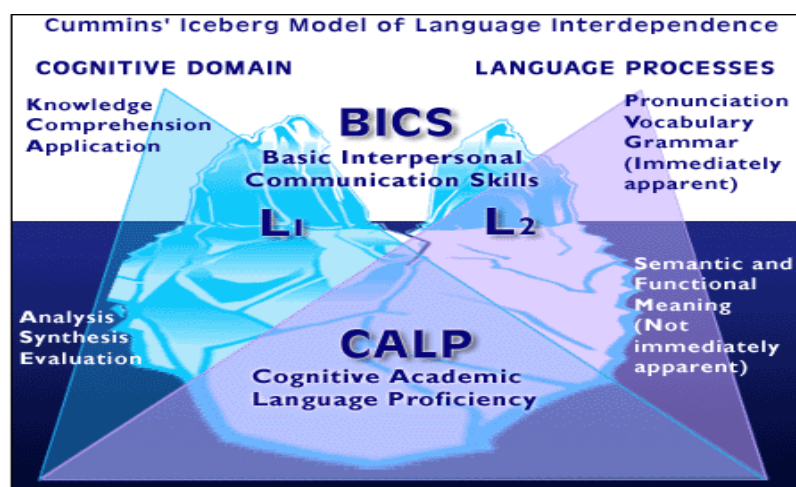 Cummins' Iceberg Model of Language Interdependence
COGNITIVE DOMAIN
LANGUAGE PROCESSES
Knowledge
Comprehension
Application
BICS
Basic Interpersonal
Communication Skills
Pronunciation
Vocabulary
Grammar
(Immediately
apparent)
L1
L2
Analysis
Synthesis
Evaluation
CALP
Cognitive Academic
Language Proficiency
Semantic and
Functional
Meaning
(Not
immediately
apparent)